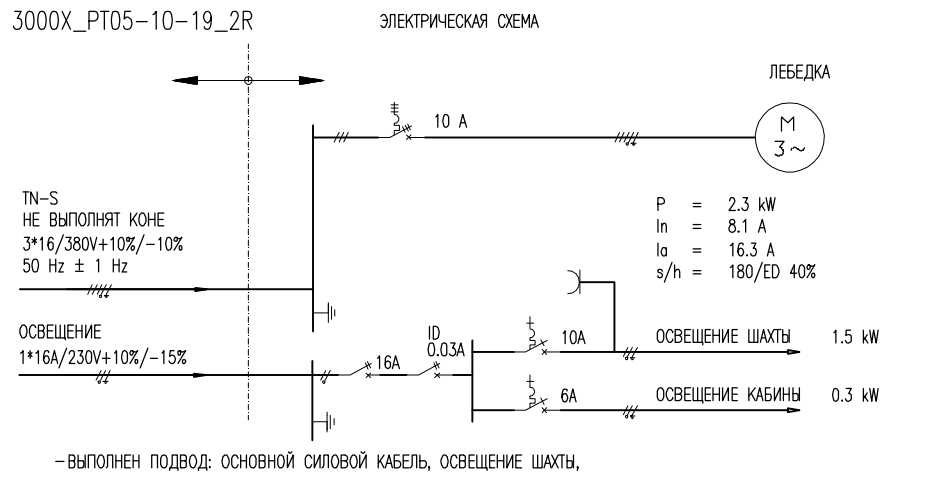 3000X_PT05-10-19_2R
ЭЛЕКТРИЧЕСКАЯ СХЕМА
ЛЕБЕДКА
10 A
M
3~
TN-S
НЕ ВЫПОЛНЯТ КОНЕ
3*16/380V+10%/-10%
50 Hz ± 1 Hz
P = 2.3 kW
In = 8.1 A
Ia = 16.3 A
s/h = 180/ED 40%
ОСВЕЩЕНИЕ
1*16A/230V+10%/-15%
16A
ID
0.03A
10A
ОСВЕЩЕНИЕ ШАХТЫ 1.5 kW
6A
ОСВЕЩЕНИЕ КАБИНЫ 0.3 kW
-ВЫПОЛНЕН ПОДВОД: ОСНОВНОЙ СИЛОВОЙ КАБЕЛЬ, ОСВЕЩЕНИЕ ШАХТЫ,